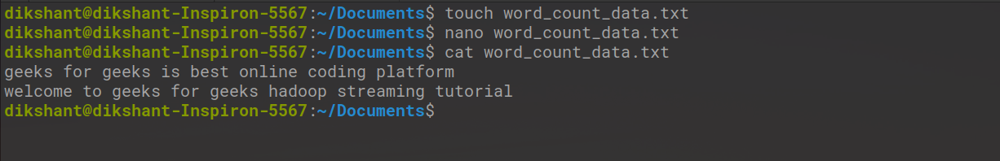 dikshant@dikshant-Inspiron-5567:~/Documents$ touch word_count_data.txt
dikshant@dikshant-Inspiron-5567:~/Documents$ nano word_count_data.txt
dikshant@dikshant-Inspiron-5567:~/Documents$ cat word_count_data.txt
geeks for geeks is best online coding platform
welcome to geeks for geeks hadoop streaming tutorial
dikshant@dikshant-Inspiron-5567:~/Documents$